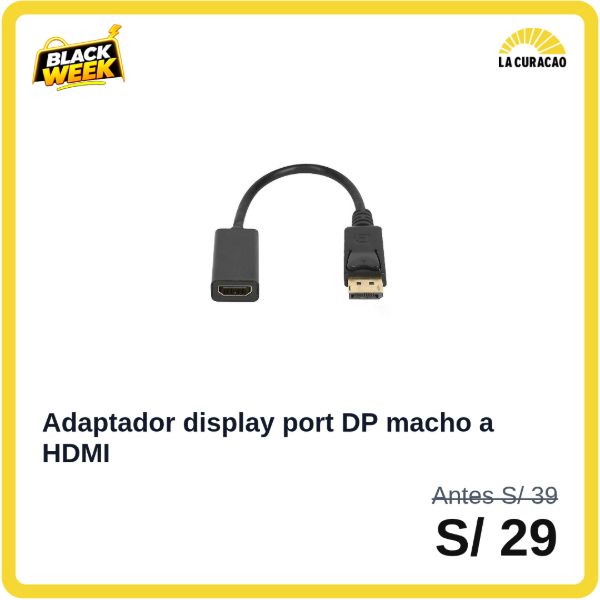 BLACK
WEEK
LA CURACAO
Adaptador display port DP macho a
HDMI
Antes S/ 39
S/ 29